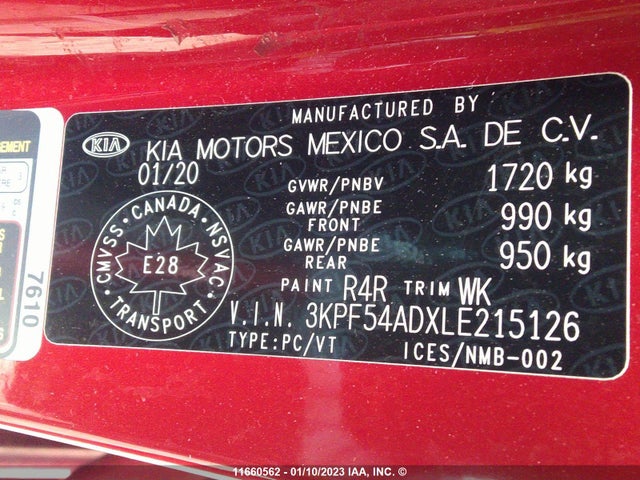 MANUFACTURED BY
KIA KIA MOTORS MEXICO S.A. DE C.V.
01/20
GVWR/PNBV 1720 kg
GAWR/PNBE FRONT 990 kg
GAWR/PNBE REAR 950 kg
CMVSS · CANADA · NSVAC · TRANSPORT ·
E28
PAINT R4R TRIM WK
V.I.N. 3KPF54ADXLE215126
TYPE:PC/VT ICES/NMB-002
7610
11660562 - 01/10/2023 IAA, INC. ©